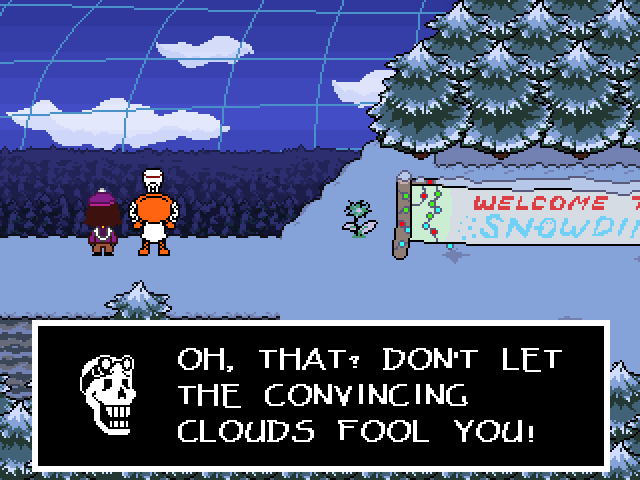 WELCOME T
SNOWDI
OH, THAT? DON'T LET
THE CONVINCING
CLOUDS FOOL YOU!